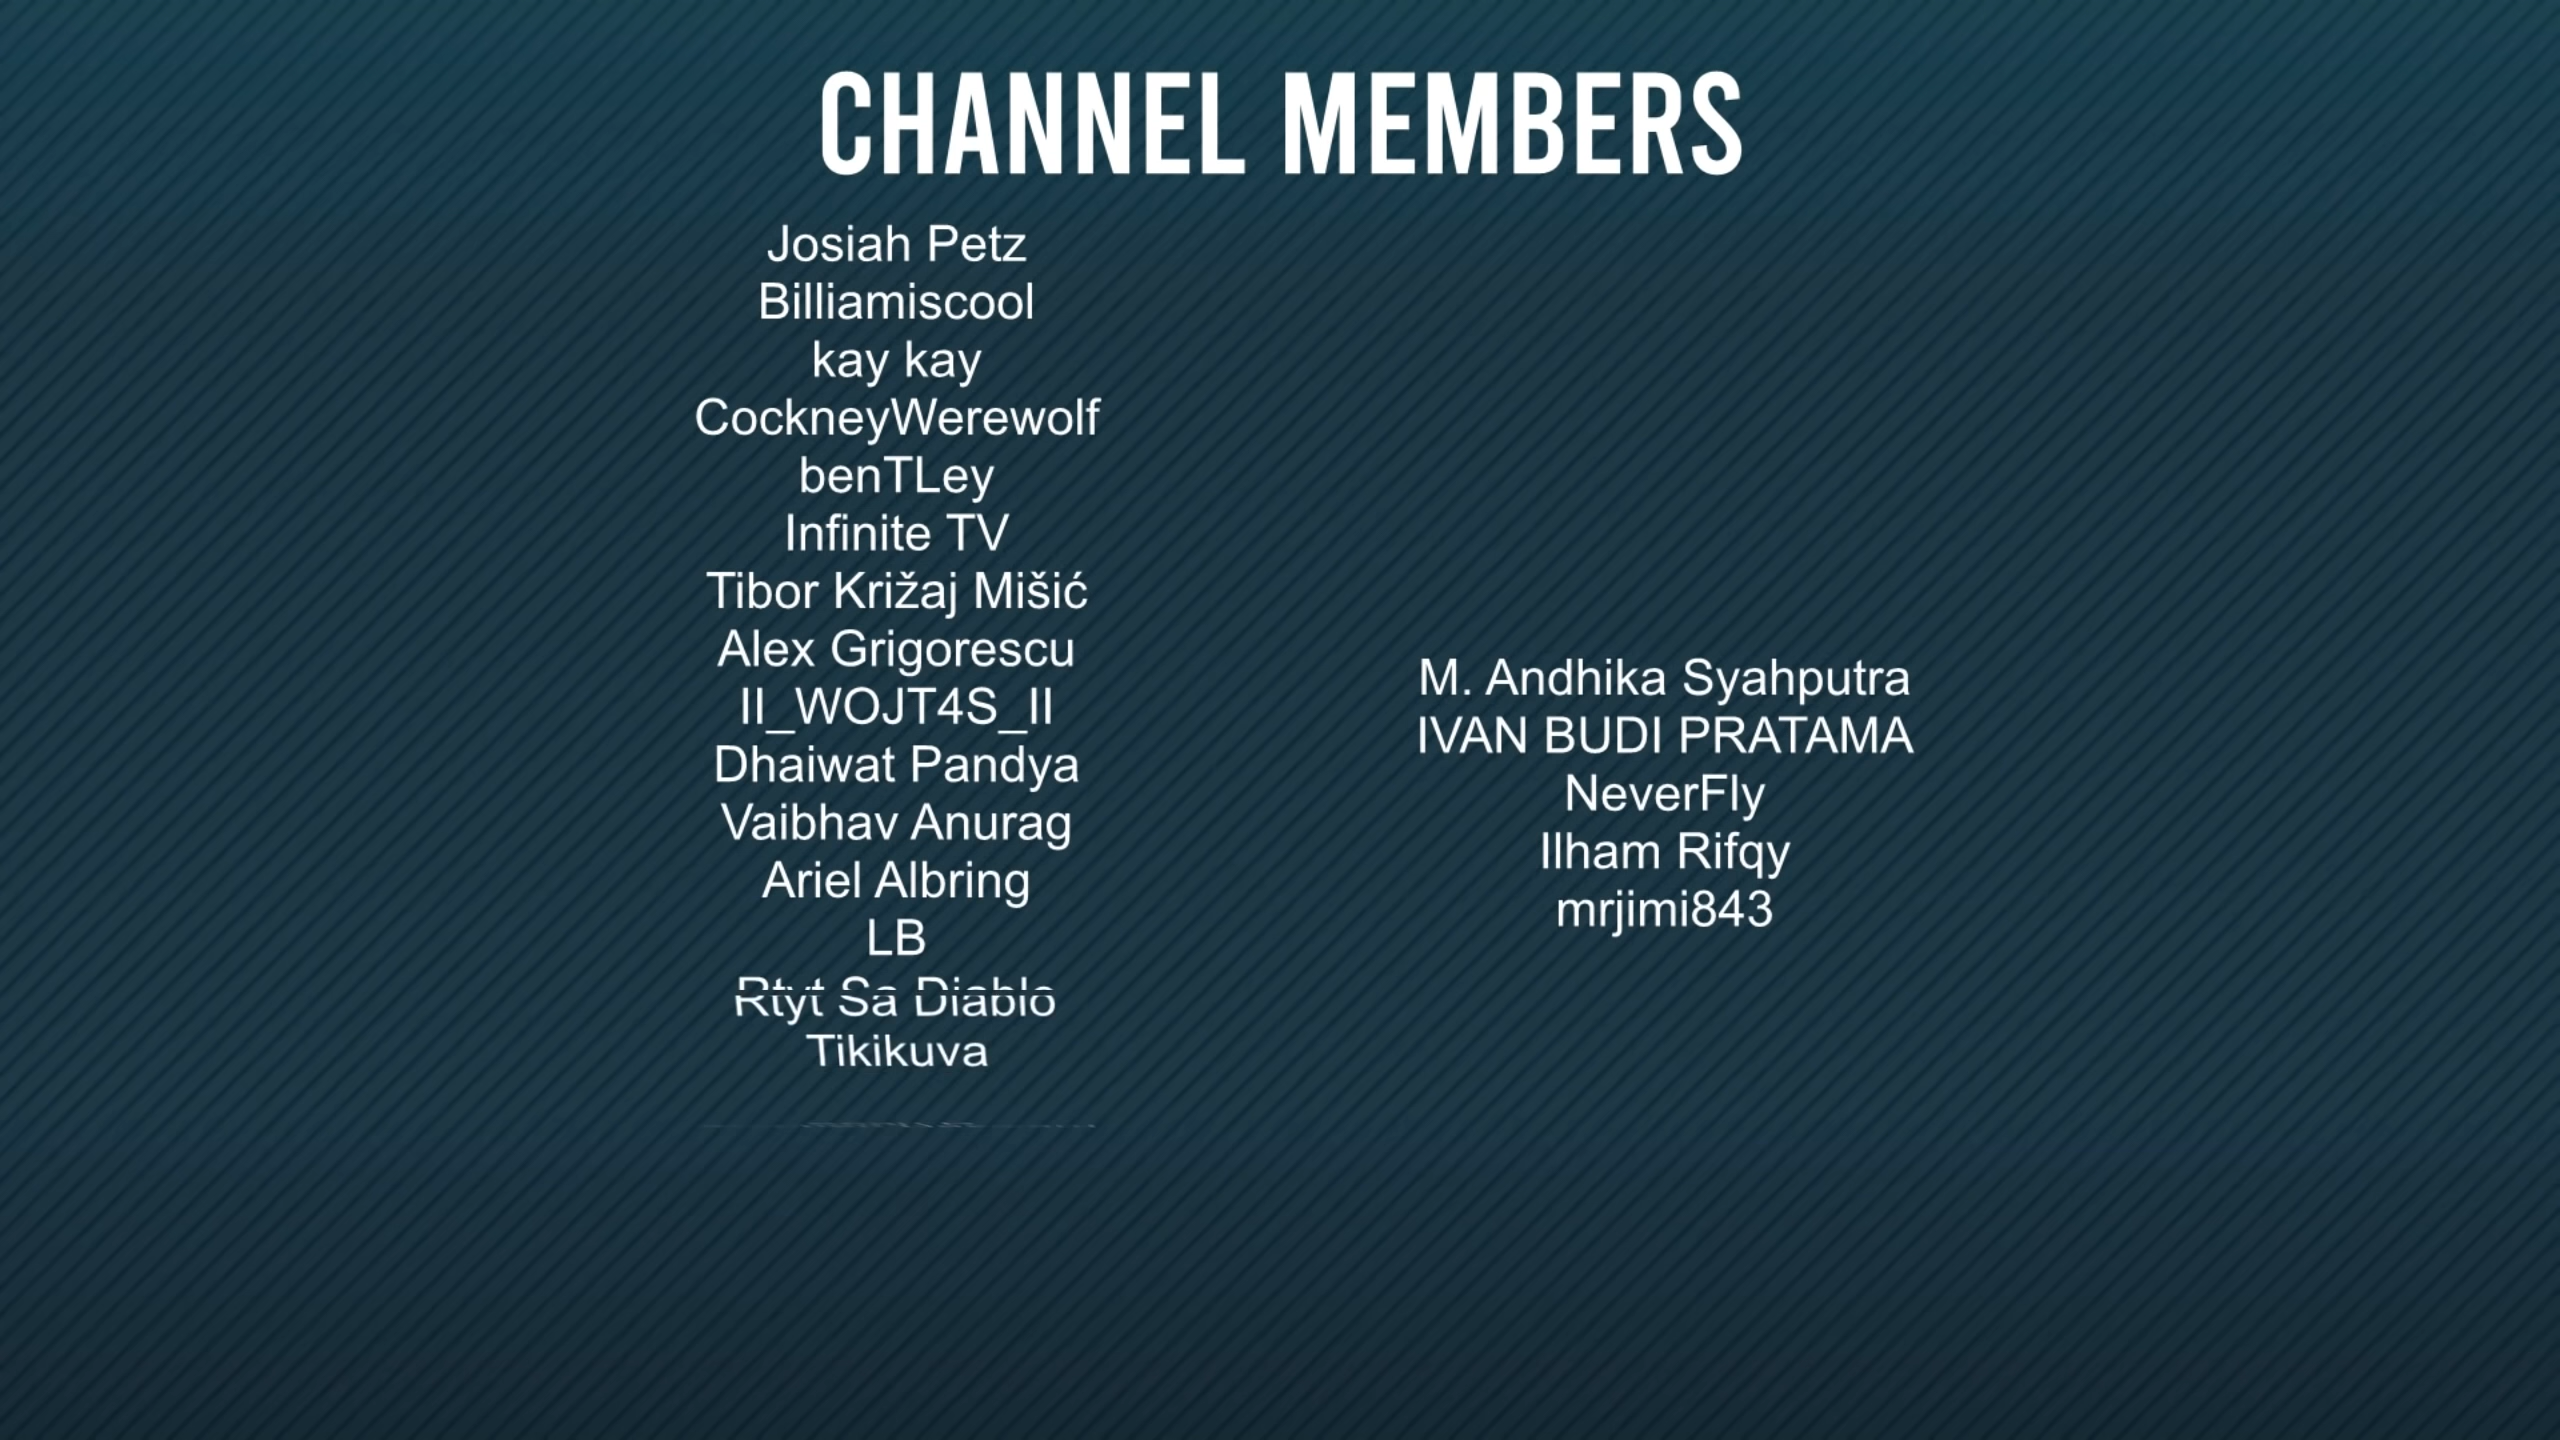 CHANNEL MEMBERS
Josiah Petz
Billiamiscool
kay kay
CockneyWerewolf
benTLey
Infinite TV
Tibor Križaj Mišić
Alex Grigorescu
II_WOJT4S_II
Dhaiwat Pandya
Vaibhav Anurag
Ariel Albring
LB
Rtyt Sa Diablo
Tikikuva
M. Andhika Syahputra
IVAN BUDI PRATAMA
NeverFly
Ilham Rifqy
mrjimi843